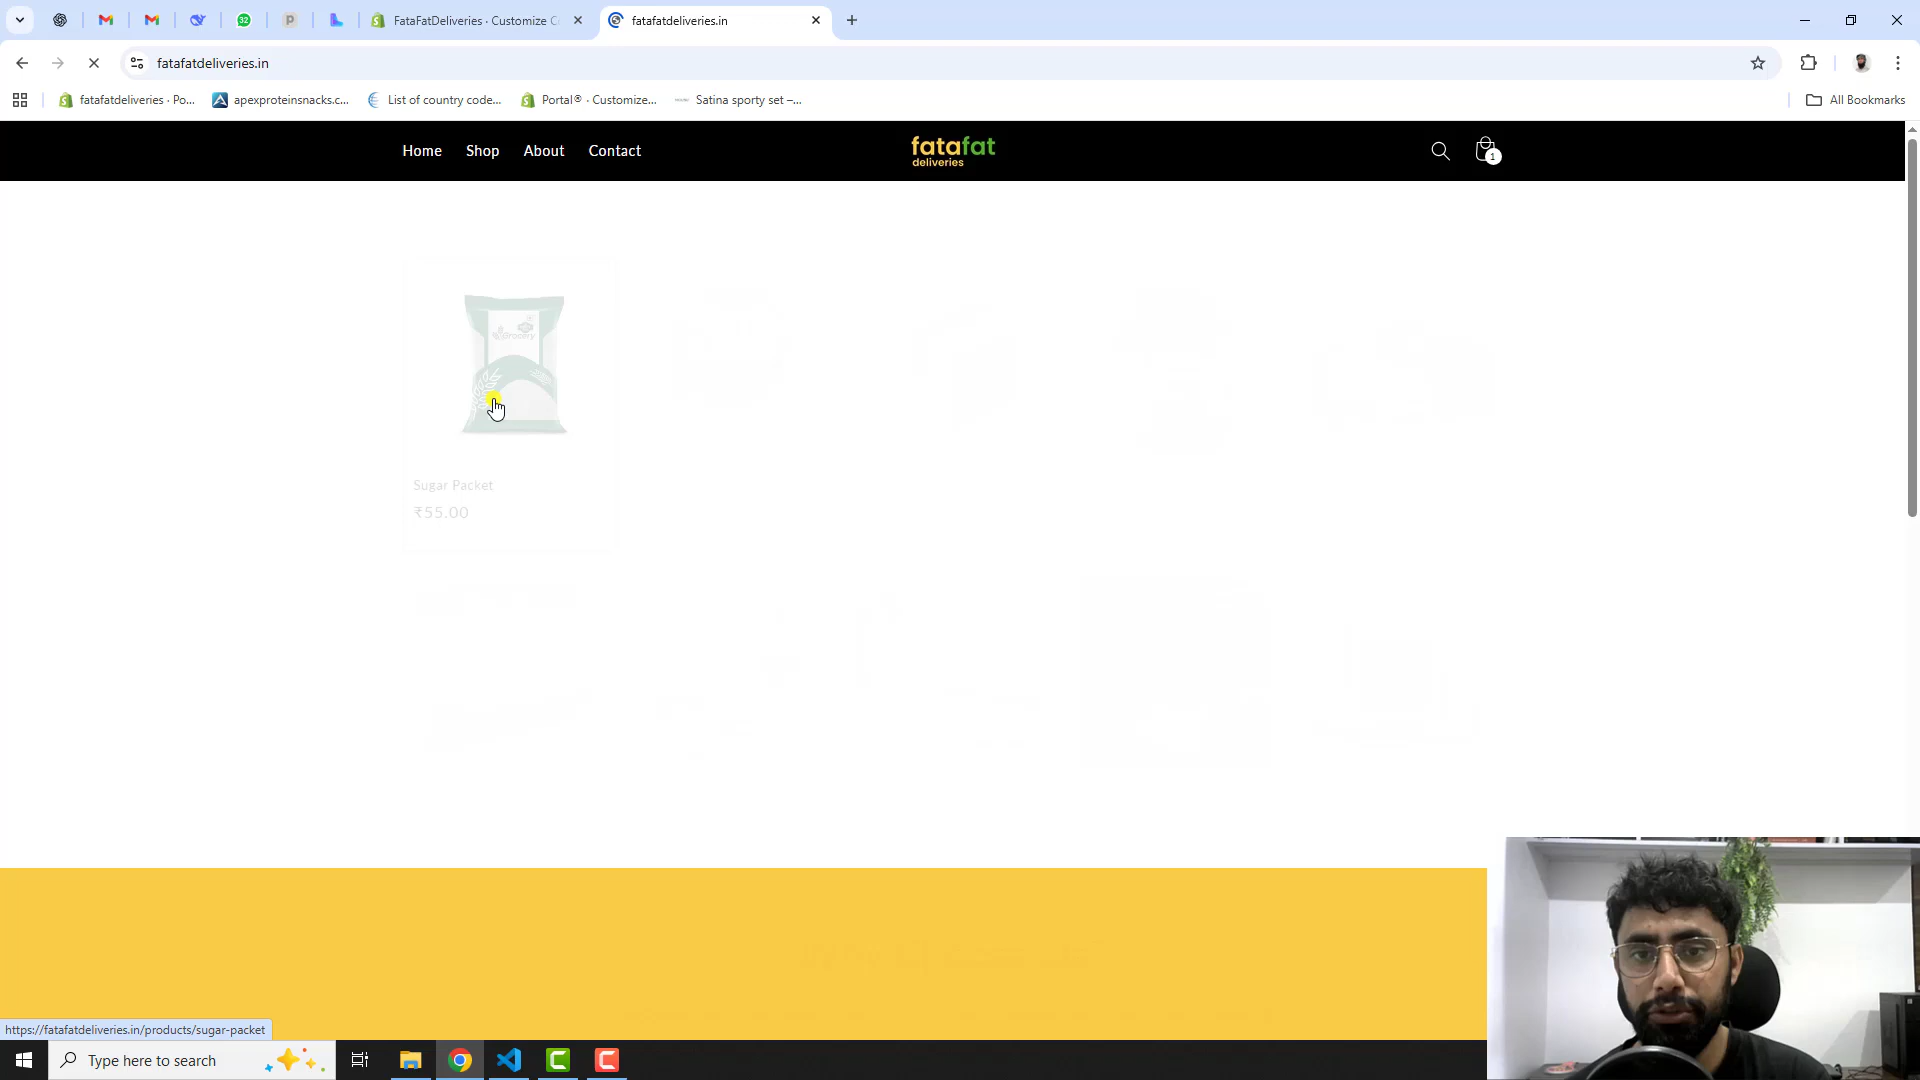 FataFatDeliveries · Customize C
fatafatdeliveries.in
32
fatafatdeliveries.in
fatafatdeliveries · Po...
apexproteinsnacks.c...
List of country code...
Portal® · Customize...
Satina sporty set –...
All Bookmarks
Home
Shop
About
Contact
fatafat
deliveries
1
Grocery
Sugar Packet
₹55.00
https://fatafatdeliveries.in/products/sugar-packet
Type here to search